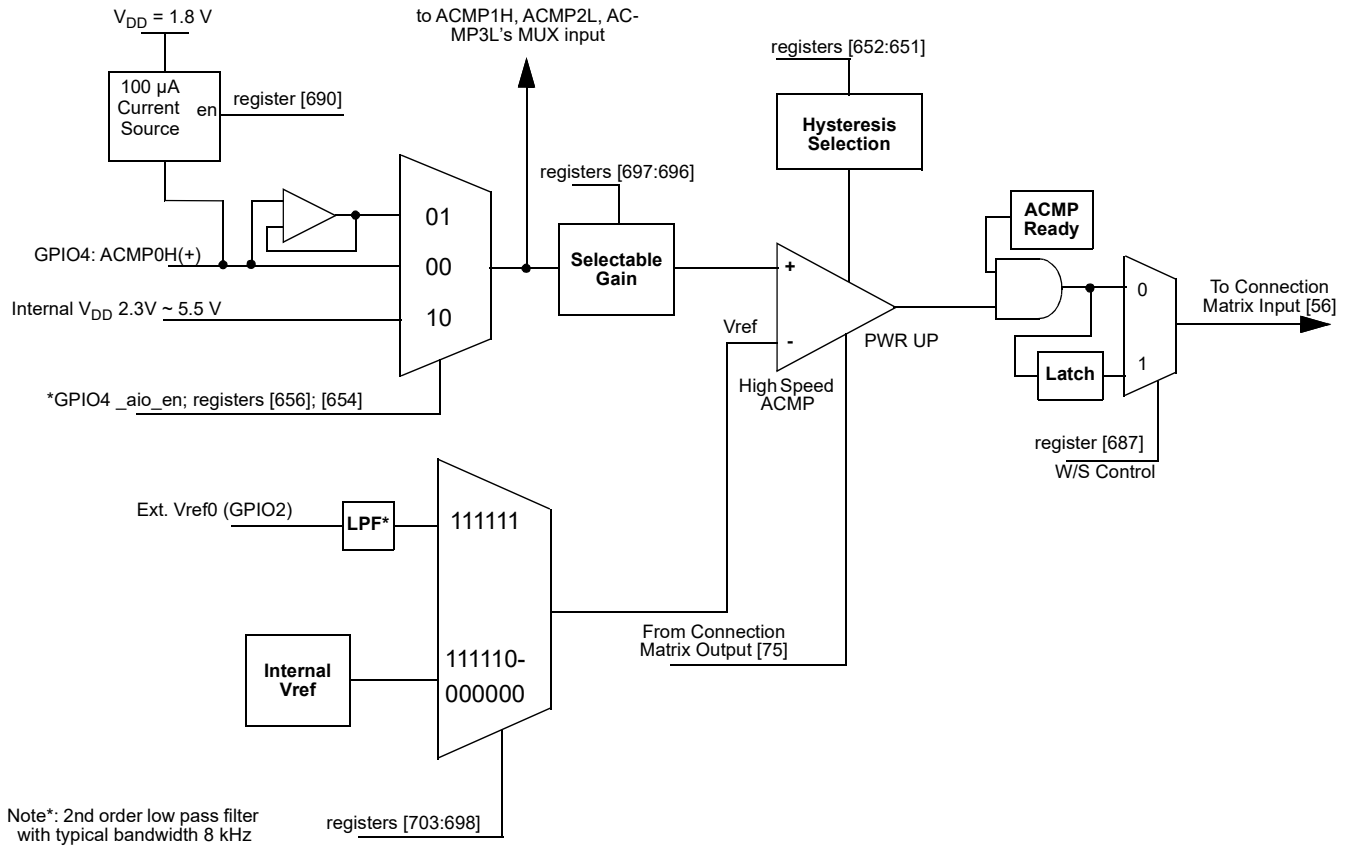 V_DD = 1.8 V
to ACMP1H, ACMP2L, AC-
MP3L's MUX input
registers [652:651]
100 µA
Current
Source
en
register [690]
Hysteresis
Selection
registers [697:696]
ACMP
Ready
01
GPIO4: ACMP0H(+)
00
Selectable
Gain
+
0
To Connection
Matrix Input [56]
Internal V_DD 2.3V ~ 5.5 V
10
Vref
-
PWR UP
1
Latch
High Speed
ACMP
*GPIO4 _aio_en; registers [656]; [654]
register [687]
W/S Control
Ext. Vref0 (GPIO2)
LPF*
111111
From Connection
Matrix Output [75]
Internal
Vref
111110-
000000
Note*: 2nd order low pass filter
with typical bandwidth 8 kHz
registers [703:698]